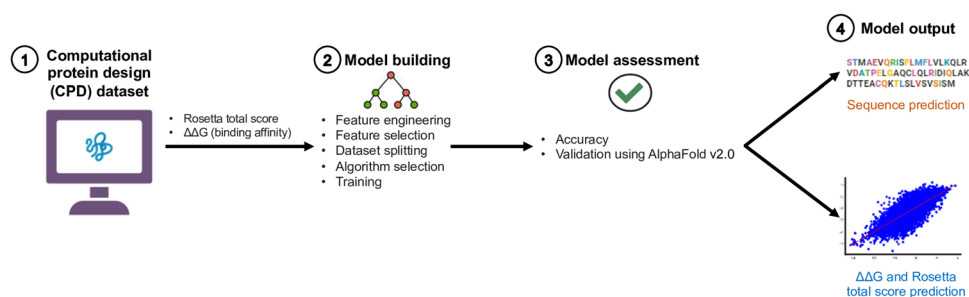 1
Computational
protein design
(CPD) dataset
• Rosetta total score
• ΔΔG (binding affinity)
2
Model building
• Feature engineering
• Feature selection
• Dataset splitting
• Algorithm selection
• Training
3
Model assessment
• Accuracy
• Validation using AlphaFold v2.0
4
Model output
STMAEVQRISFLMFLVLKQLR
VDATPELGAQCLQLRIDIQLAK
DTTEACQKTLSLVSVSISM
Sequence prediction
ΔΔG and Rosetta
total score prediction